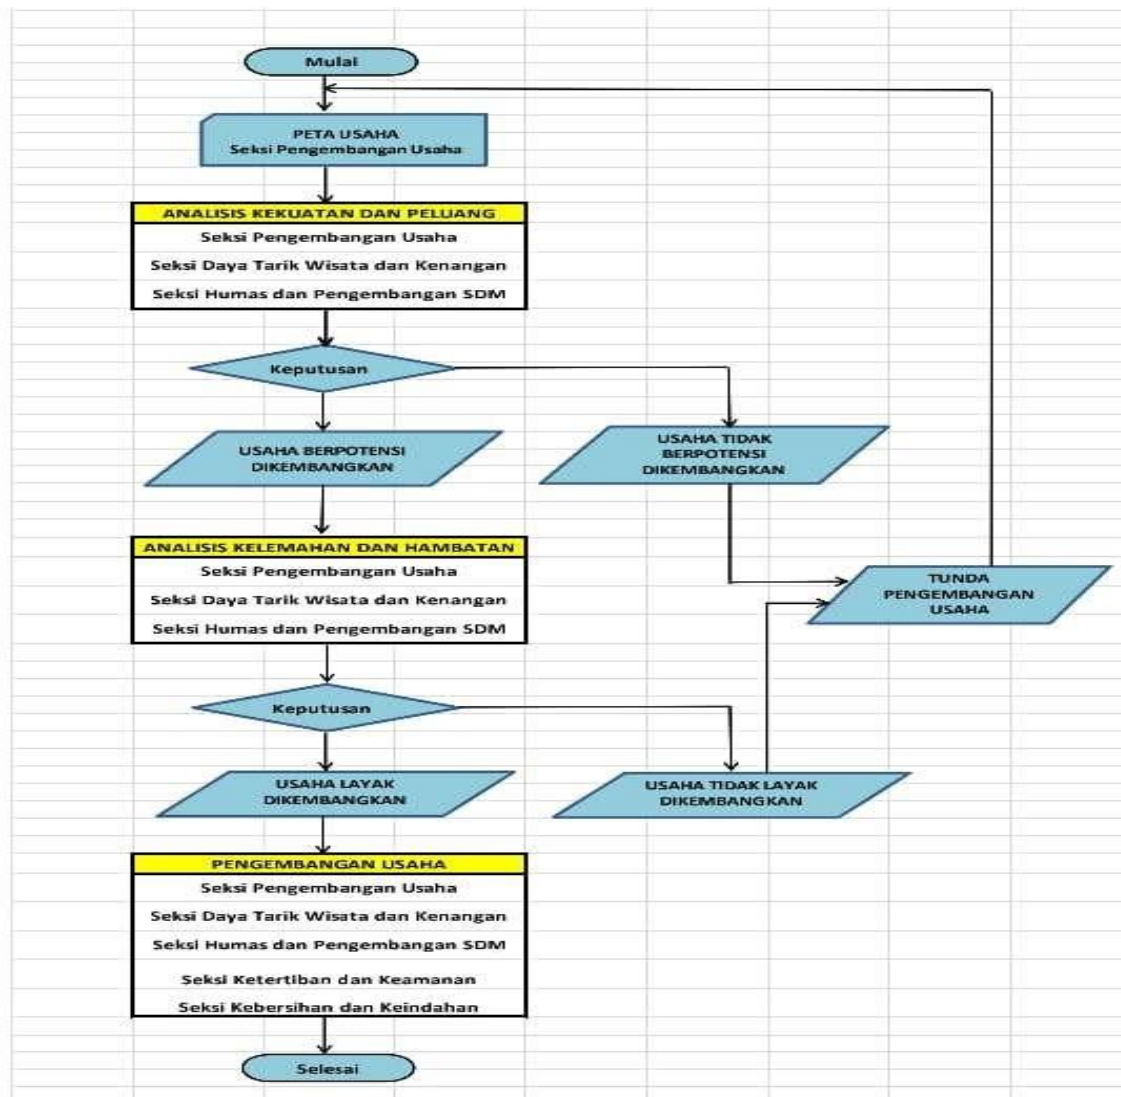 Mulai
PETA USAHA
Seksi Pengembangan Usaha
ANALISIS KEKUATAN DAN PELUANG
Seksi Pengembangan Usaha
Seksi Daya Tarik Wisata dan Kenangan
Seksi Humas dan Pengembangan SDM
Keputusan
USAHA BERPOTENSI
DIKEMBANGKAN
USAHA TIDAK
BERPOTENSI
DIKEMBANGKAN
ANALISIS KELEMAHAN DAN HAMBATAN
Seksi Pengembangan Usaha
Seksi Daya Tarik Wisata dan Kenangan
Seksi Humas dan Pengembangan SDM
TUNDA
PENGEMBANGAN
USAHA
Keputusan
USAHA LAYAK
DIKEMBANGKAN
USAHA TIDAK LAYAK
DIKEMBANGKAN
PENGEMBANGAN USAHA
Seksi Pengembangan Usaha
Seksi Daya Tarik Wisata dan Kenangan
Seksi Humas dan Pengembangan SDM
Seksi Ketertiban dan Keamanan
Seksi Kebersihan dan Keindahan
Selesai